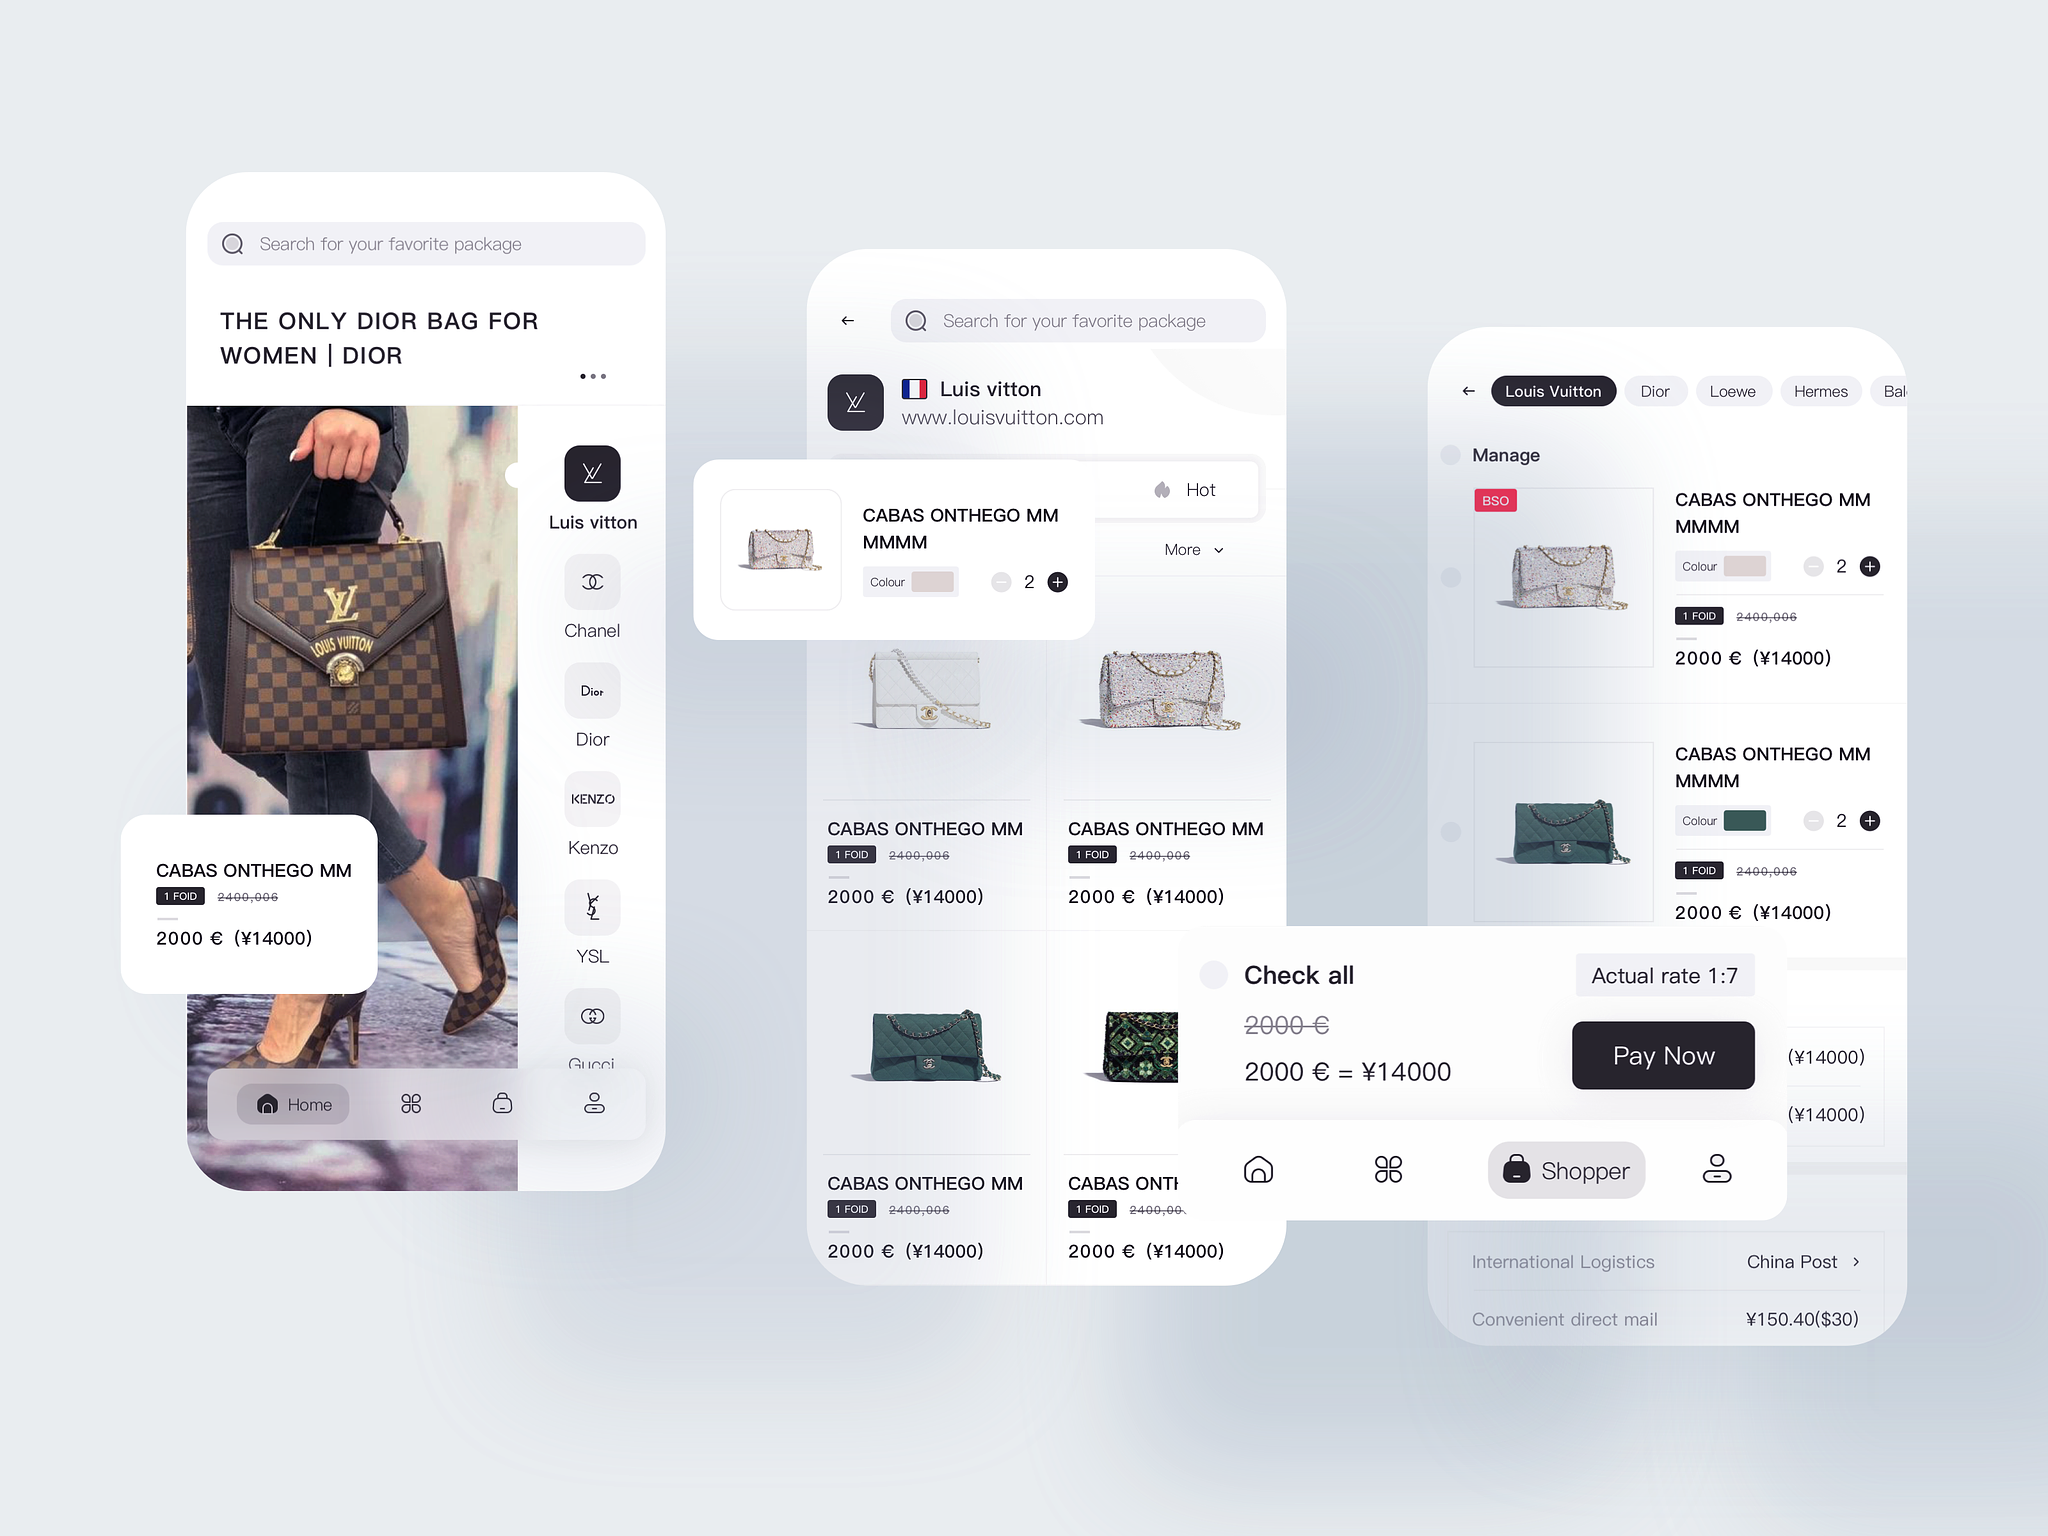 Search for your favorite package
THE ONLY DIOR BAG FOR
WOMEN | DIOR
LOUIS VUITTON
Luis vitton
Chanel
Dior
Dior
KENZO
Kenzo
YSL
Gucci
CABAS ONTHEGO MM
1 FOID 2400,006
2000 € (¥14000)
Home
Search for your favorite package
Luis vitton
www.louisvuitton.com
Hot
More
CABAS ONTHEGO MM
MMMM
Colour 2
CABAS ONTHEGO MM
1 FOID 2400,006
2000 € (¥14000)
CABAS ONTHEGO MM
1 FOID 2400,006
2000 € (¥14000)
CABAS ONTHEGO MM
1 FOID 2400,006
2000 € (¥14000)
CABAS ONTH
1 FOID 2400,00
2000 € (¥14000)
Louis Vuitton Dior Loewe Hermes Bal
Manage
BSO
CABAS ONTHEGO MM
MMMM
Colour 2
1 FOID 2400,006
2000 € (¥14000)
CABAS ONTHEGO MM
MMMM
Colour 2
1 FOID 2400,006
2000 € (¥14000)
Check all
Actual rate 1:7
2000 €
2000 € = ¥14000
Pay Now
(¥14000)
(¥14000)
Shopper
International Logistics China Post
Convenient direct mail ¥150.40($30)